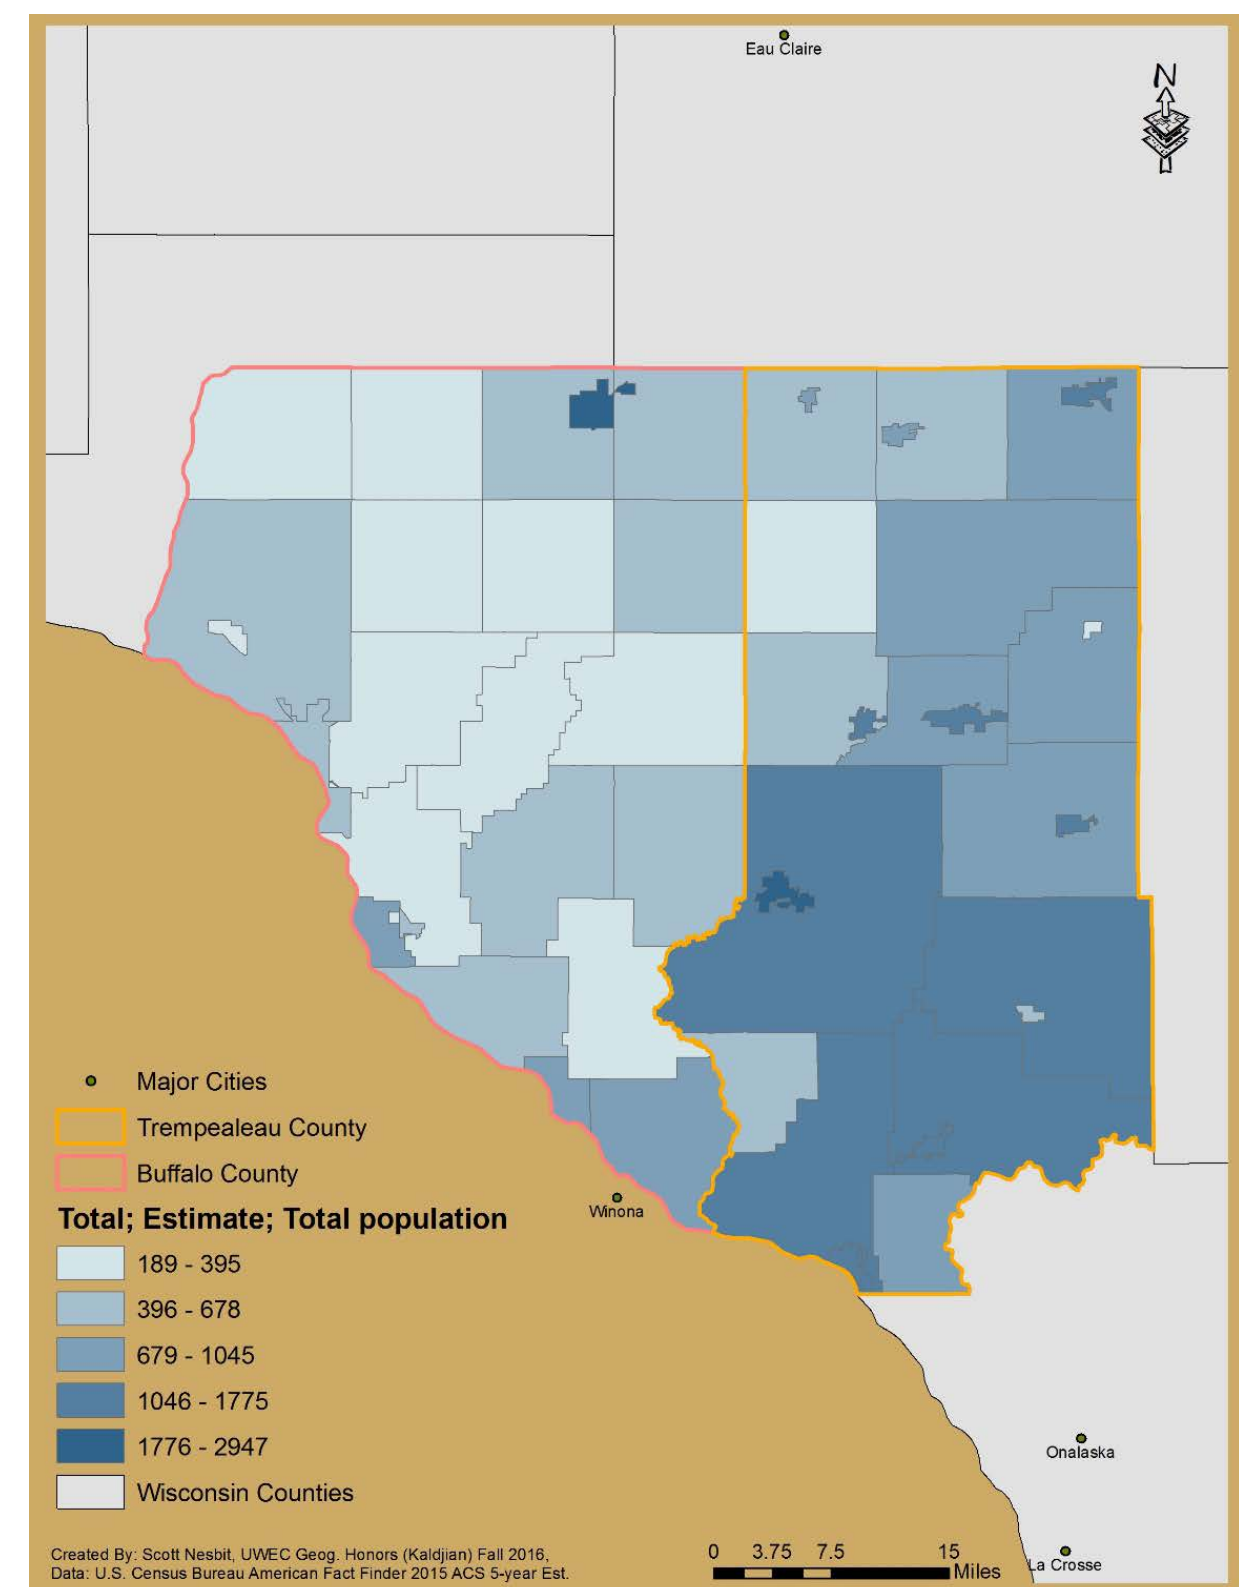 Eau Claire
N
Major Cities
Trempealeau County
Buffalo County
Winona
Total; Estimate; Total population
189 - 395
396 - 678
679 - 1045
1046 - 1775
1776 - 2947
Wisconsin Counties
Onalaska
Created By: Scott Nesbit, UWEC Geog. Honors (Kaldjian) Fall 2016,
Data: U.S. Census Bureau American Fact Finder 2015 ACS 5-year Est.
0 3.75 7.5 15
Miles
La Crosse